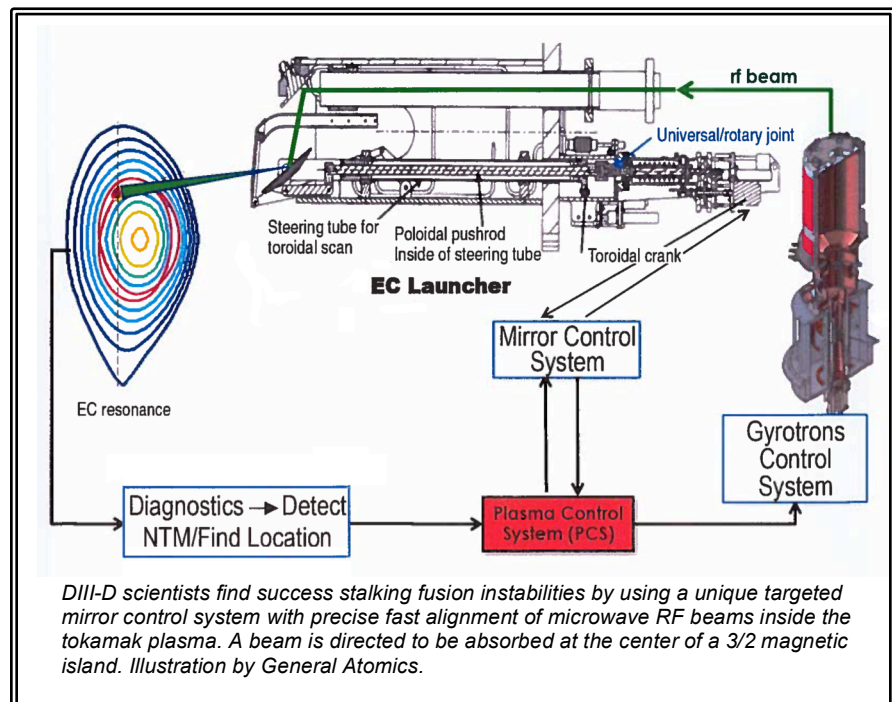 rf beam
Universal/rotary joint
Steering tube for
toroidal scan
Poloidal pushrod
Inside of steering tube
Toroidal crank
EC Launcher
Mirror Control
System
EC resonance
Gyrotrons
Control
System
Diagnostics → Detect
NTM/Find Location
Plasma Control
System (PCS)
DIII-D scientists find success stalking fusion instabilities by using a unique targeted
mirror control system with precise fast alignment of microwave RF beams inside the
tokamak plasma. A beam is directed to be absorbed at the center of a 3/2 magnetic
island. Illustration by General Atomics.